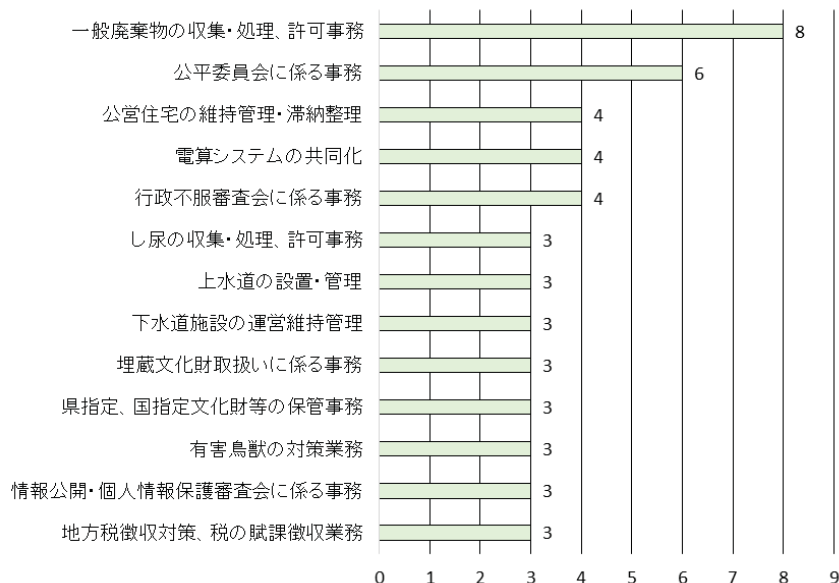 一般廃棄物の収集・処理、許可事務 8
公平委員会に係る事務 6
公営住宅の維持管理・滞納整理 4
電算システムの共同化 4
行政不服審査会に係る事務 4
し尿の収集・処理、許可事務 3
上水道の設置・管理 3
下水道施設の運営維持管理 3
埋蔵文化財取扱いに係る事務 3
県指定、国指定文化財等の保管事務 3
有害鳥獣の対策業務 3
情報公開・個人情報保護審査会に係る事務 3
地方税徴収対策、税の賦課徴収業務 3
0 1 2 3 4 5 6 7 8 9